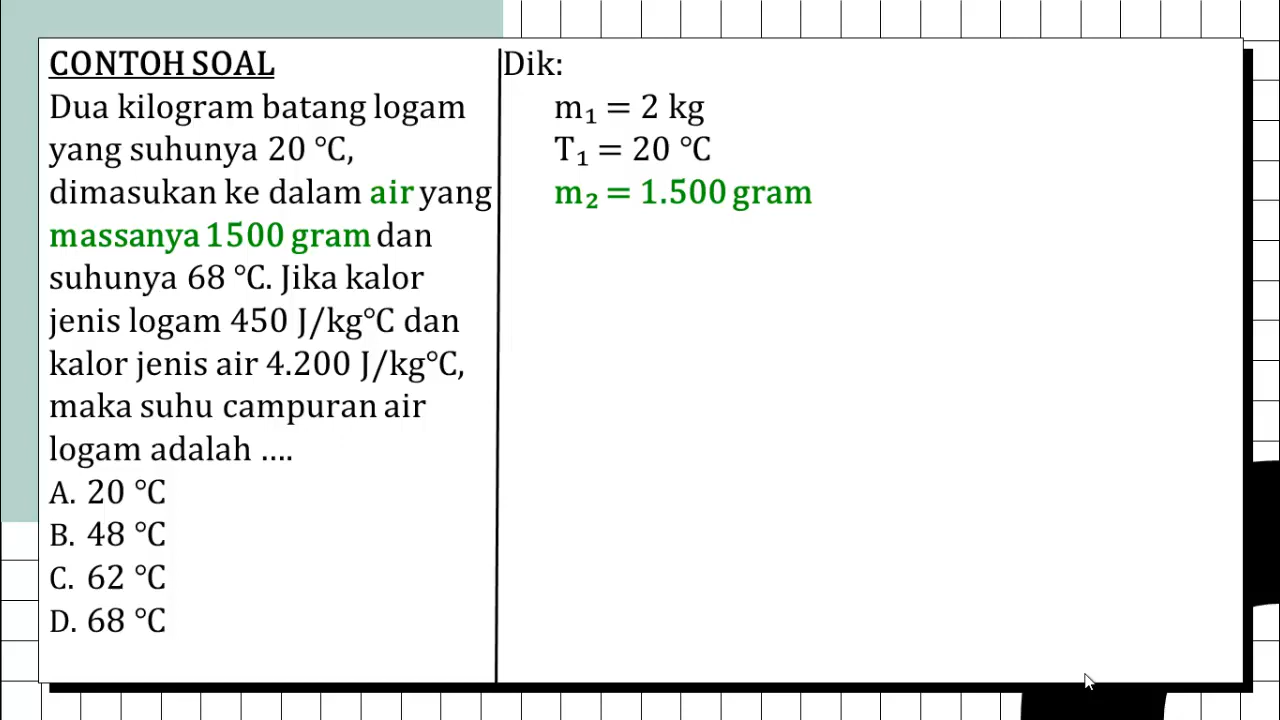 CONTOH SOAL
Dua kilogram batang logam
yang suhunya 20 °C,
dimasukan ke dalam air yang
massanya 1500 gram dan
suhunya 68 °C. Jika kalor
jenis logam 450 J/kg°C dan
kalor jenis air 4.200 J/kg°C,
maka suhu campuran air
logam adalah ....
A. 20 °C
B. 48 °C
C. 62 °C
D. 68 °C
Dik:
m₁ = 2 kg
T₁ = 20 °C
m₂ = 1.500 gram